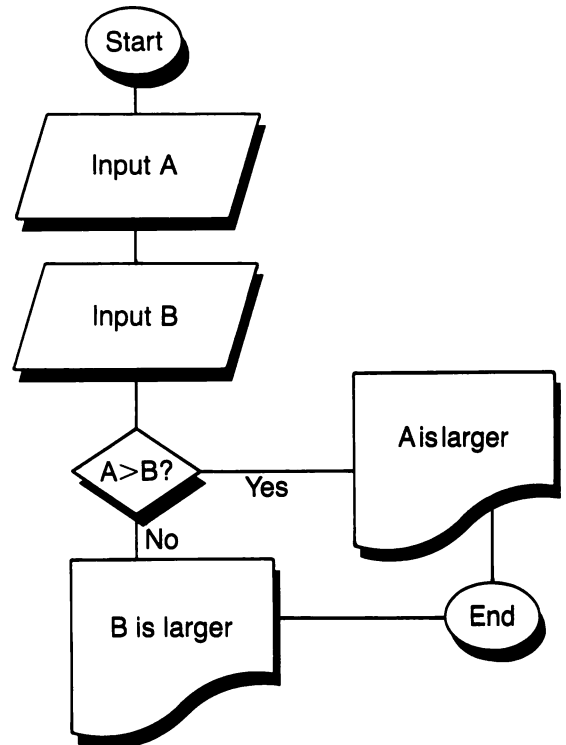 Start
Input A
Input B
A>B?
Yes
A is larger
No
B is larger
End